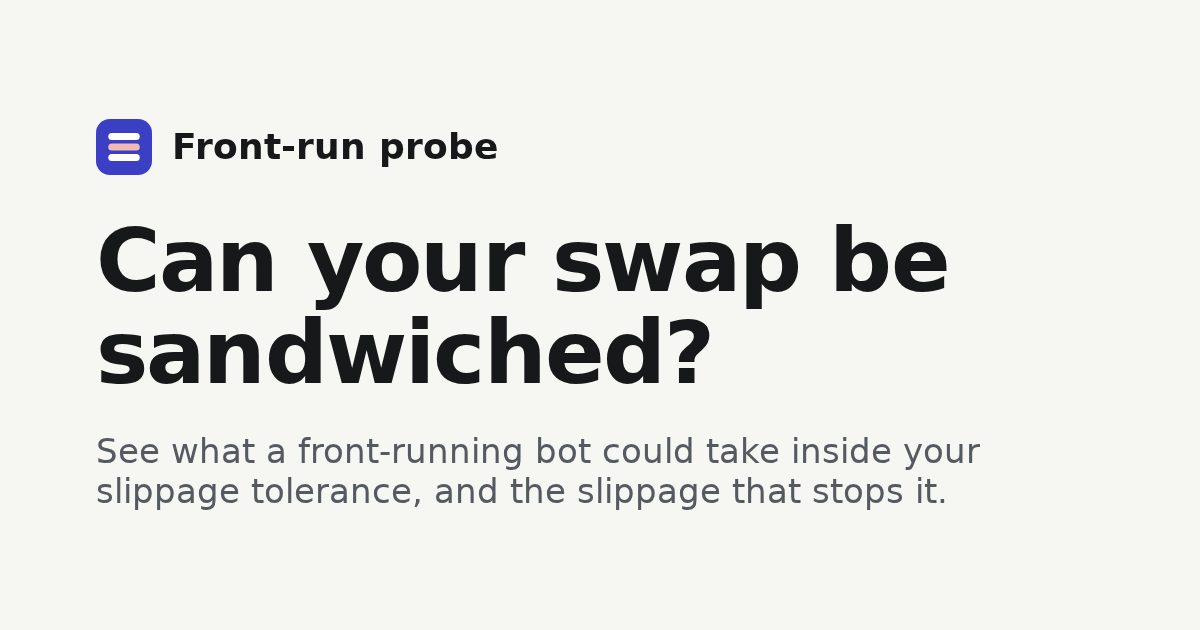 Front-run probe
Can your swap be
sandwiched?
See what a front-running bot could take inside your
slippage tolerance, and the slippage that stops it.